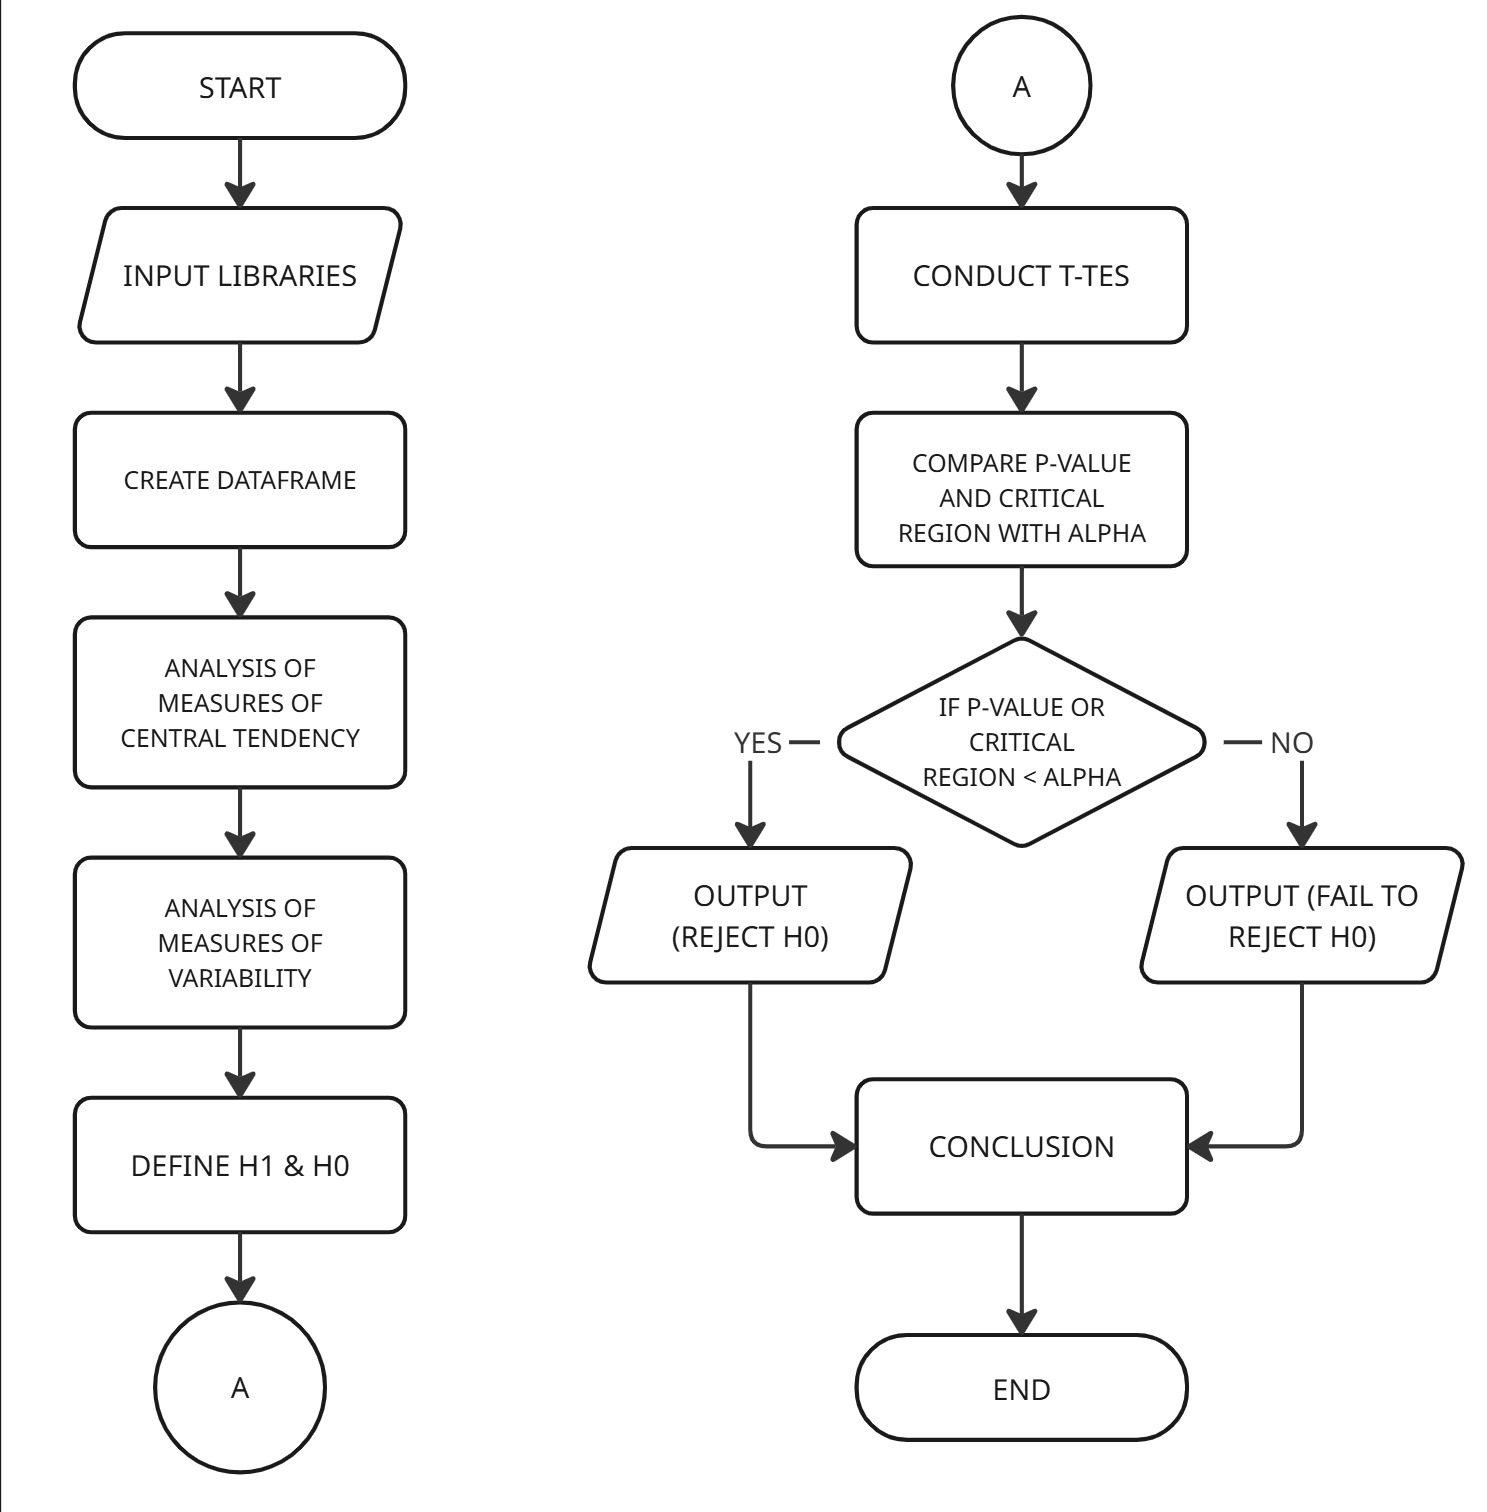 START
INPUT LIBRARIES
CREATE DATAFRAME
ANALYSIS OF
MEASURES OF
CENTRAL TENDENCY
ANALYSIS OF
MEASURES OF
VARIABILITY
DEFINE H1 & H0
A
A
CONDUCT T-TES
COMPARE P-VALUE
AND CRITICAL
REGION WITH ALPHA
IF P-VALUE OR
CRITICAL
REGION < ALPHA
YES
NO
OUTPUT
(REJECT H0)
OUTPUT (FAIL TO
REJECT H0)
CONCLUSION
END